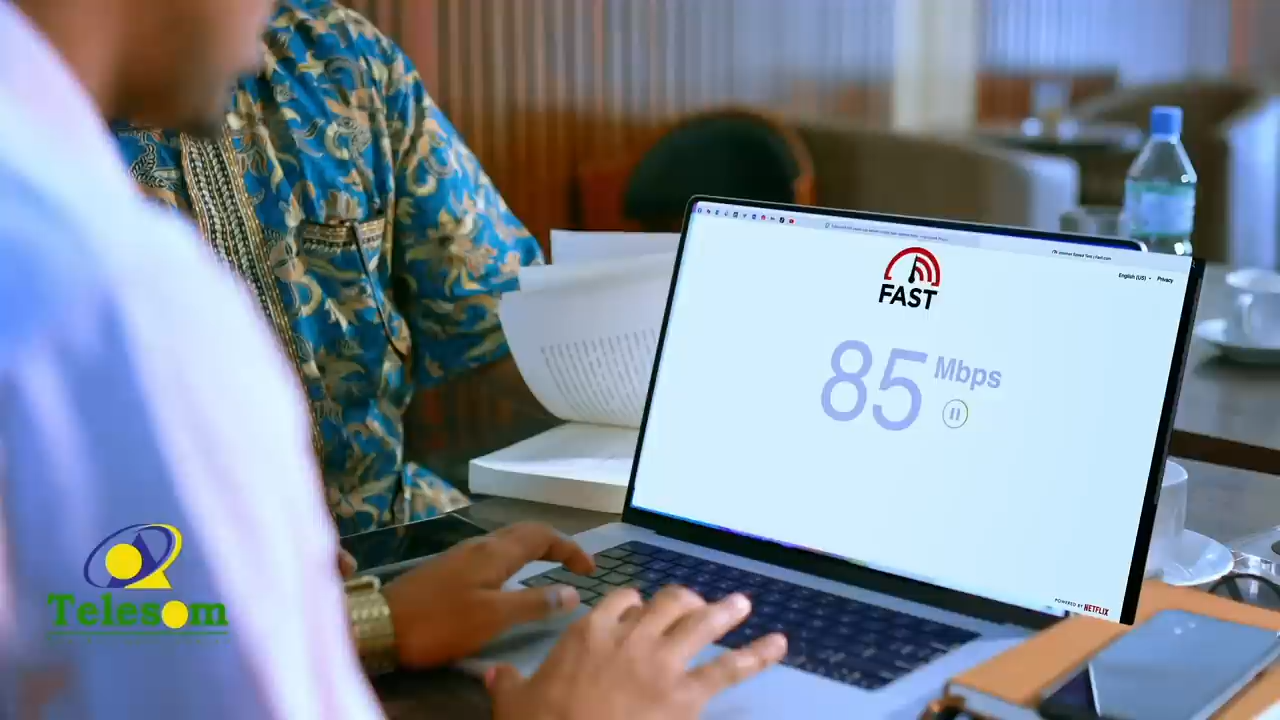 FAST
English (US)
Privacy
85 Mbps
POWERED BY NETFLIX
Telesom